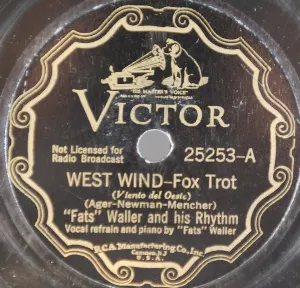 "HIS MASTER'S VOICE"
VICTOR
Not Licensed for
Radio Broadcast
25253-A
WEST WIND-Fox Trot
(Viento del Oeste)
(Ager-Newman-Mencher)
"Fats" Waller and his Rhythm
Vocal refrain and piano by "Fats" Waller
RCA Manufacturing Co., Inc.
Camden, N.J.
U.S.A.